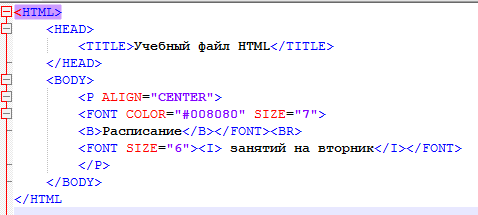 <HTML>
<HEAD>
<TITLE>Учебный файл HTML</TITLE>
</HEAD>
<BODY>
<P ALIGN="CENTER">
<FONT COLOR="#008080" SIZE="7">
<B>Расписание</B></FONT><BR>
<FONT SIZE="6"><I> занятий на вторник</I></FONT>
</P>
</BODY>
</HTML